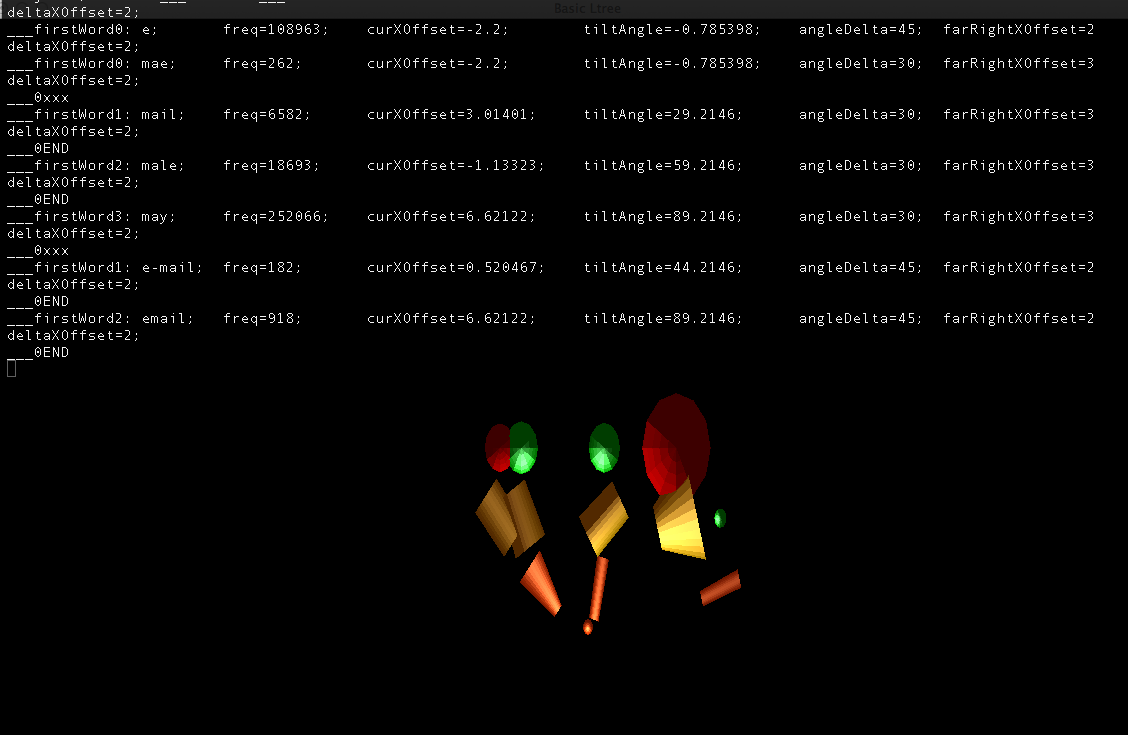 Basic Ltree
deltaXOffset=2;
___firstWord0: e; freq=108963; curXOffset=-2.2; tiltAngle=-0.785398; angleDelta=45; farRightXOffset=2
deltaXOffset=2;
___firstWord0: mae; freq=262; curXOffset=-2.2; tiltAngle=-0.785398; angleDelta=30; farRightXOffset=3
deltaXOffset=2;
___0xxx
___firstWord1: mail; freq=6582; curXOffset=3.01401; tiltAngle=29.2146; angleDelta=30; farRightXOffset=3
deltaXOffset=2;
___0END
___firstWord2: male; freq=18693; curXOffset=-1.13323; tiltAngle=59.2146; angleDelta=30; farRightXOffset=3
deltaXOffset=2;
___0END
___firstWord3: may; freq=252066; curXOffset=6.62122; tiltAngle=89.2146; angleDelta=30; farRightXOffset=3
deltaXOffset=2;
___0xxx
___firstWord1: e-mail; freq=182; curXOffset=0.520467; tiltAngle=44.2146; angleDelta=45; farRightXOffset=2
deltaXOffset=2;
___0END
___firstWord2: email; freq=918; curXOffset=6.62122; tiltAngle=89.2146; angleDelta=45; farRightXOffset=2
deltaXOffset=2;
___0END